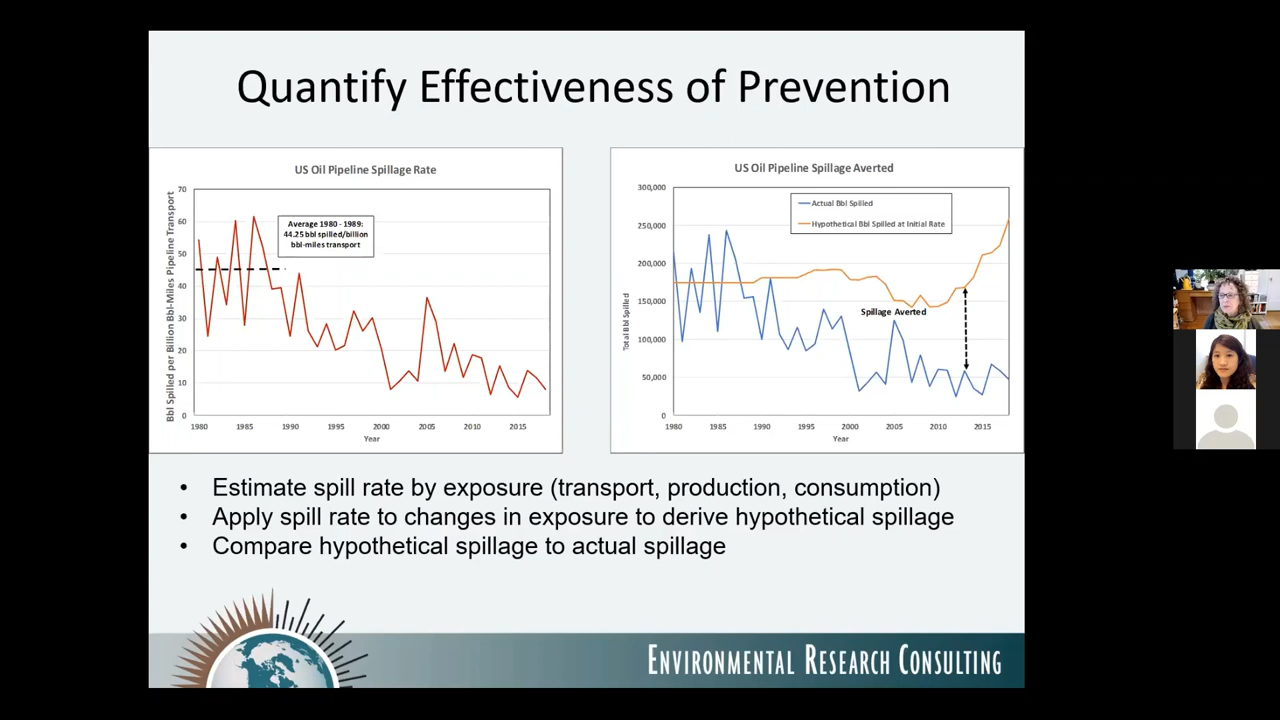 Quantify Effectiveness of Prevention
US Oil Pipeline Spillage Rate
Bbl Spilled per Billion Bbl-Miles Pipeline Transport
70
60
50
40
30
20
10
0
Average 1980 - 1989:
44.25 bbl spilled/billion
bbl-miles transport
1980 1985 1990 1995 2000 2005 2010 2015
Year
US Oil Pipeline Spillage Averted
Total Bbl Spilled
300,000
250,000
200,000
150,000
100,000
50,000
0
Actual Bbl Spilled
Hypothetical Bbl Spilled at Initial Rate
Spillage Averted
1980 1985 1990 1995 2000 2005 2010 2015
Year
• Estimate spill rate by exposure (transport, production, consumption)
• Apply spill rate to changes in exposure to derive hypothetical spillage
• Compare hypothetical spillage to actual spillage
ENVIRONMENTAL RESEARCH CONSULTING